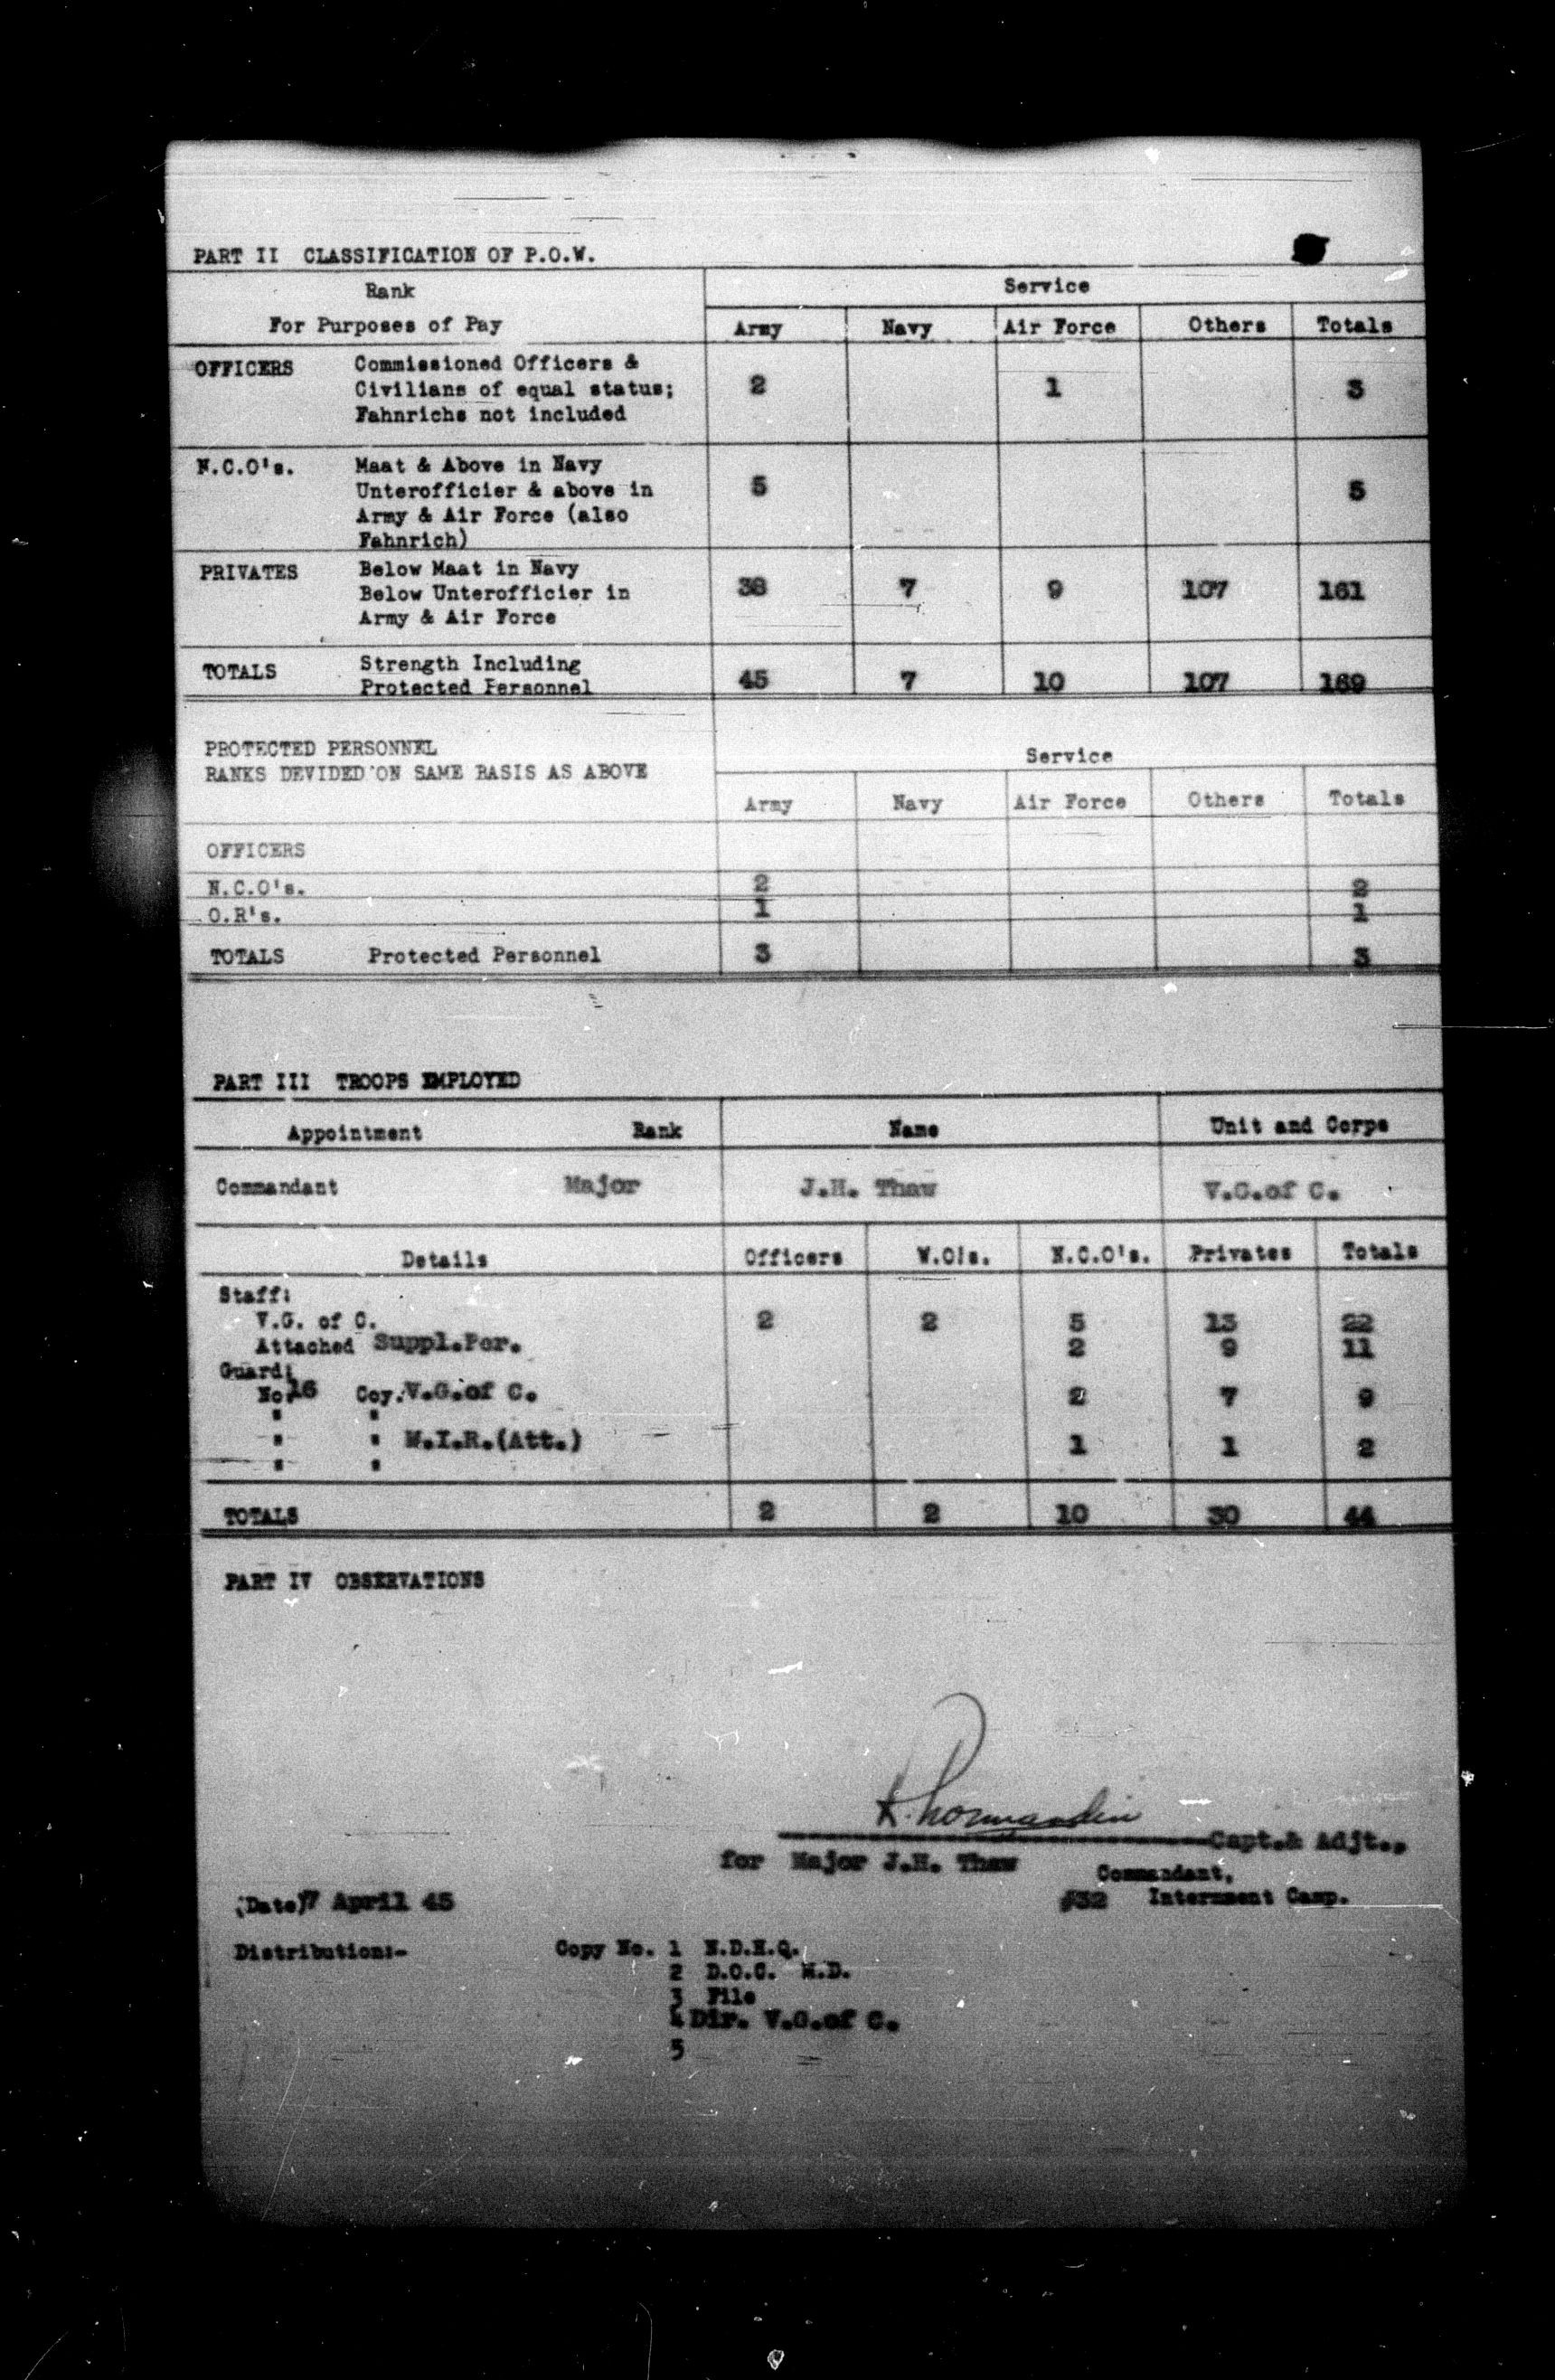 PART II CLASSIFICATION OF P.O.W.
Rank Service
For Purposes of Pay Army Navy Air Force Others Totals
OFFICERS Commissioned Officers &
Civilians of equal status; 2 1 3
Fahnrichs not included
N.C.O's. Maat & Above in Navy
Unterofficier & above in 5 5
Army & Air Force (also
Fahnrich)
PRIVATES Below Maat in Navy
Below Unterofficier in 38 7 9 107 161
Army & Air Force
TOTALS Strength Including
Protected Personnel 45 7 10 107 169
PROTECTED PERSONNEL Service
RANKS DEVIDED ON SAME BASIS AS ABOVE
Army Navy Air Force Others Totals
OFFICERS
N.C.O's. 2 2
O.R's. 1 1
TOTALS Protected Personnel 3 3
PART III TROOPS EMPLOYED
Appointment Rank Name Unit and Corps
Commandant Major J.H. Thaw V.G.of C.
Details Officers W.O's. N.C.O's. Privates Totals
Staff:
V.G. of C. 2 2 5 13 22
Attached Suppl.Per. 2 9 11
Guard:
No.16 Coy.V.G.of C. 2 7 9
" "
" " M.I.R.(Att.) 1 1 2
" "
TOTALS 2 2 10 30 44
PART IV OBSERVATIONS
Capt.& Adjt.,
for Major J.H. Thaw Commandant,
(Date)7 April 45 #32 Internment Camp.
Distribution:- Copy No. 1 N.D.H.Q.
2 D.O.C. M.D.
3 File
4 Dir. V.G.of C.
5